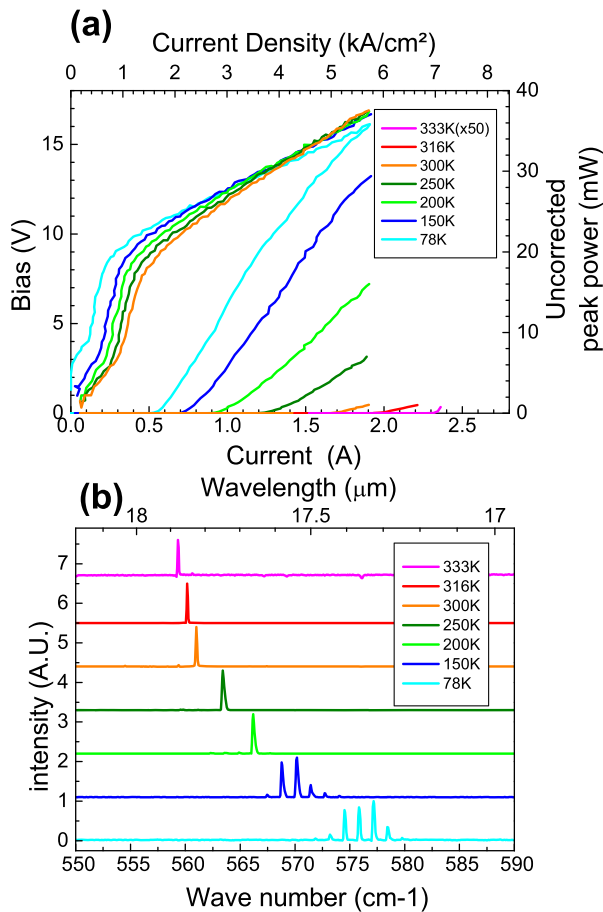 (a)
Current Density (kA/cm²)
0 1 2 3 4 5 6 7 8
15
10
5
0
Bias (V)
333K(x50)
316K
300K
250K
200K
150K
78K
40
30
20
10
0
Uncorrected
peak power (mW)
0.0 0.5 1.0 1.5 2.0 2.5
Current (A)
(b)
Wavelength (μm)
18 17.5 17
7
6
5
4
3
2
1
0
intensity (A.U.)
333K
316K
300K
250K
200K
150K
78K
550 555 560 565 570 575 580 585 590
Wave number (cm-1)